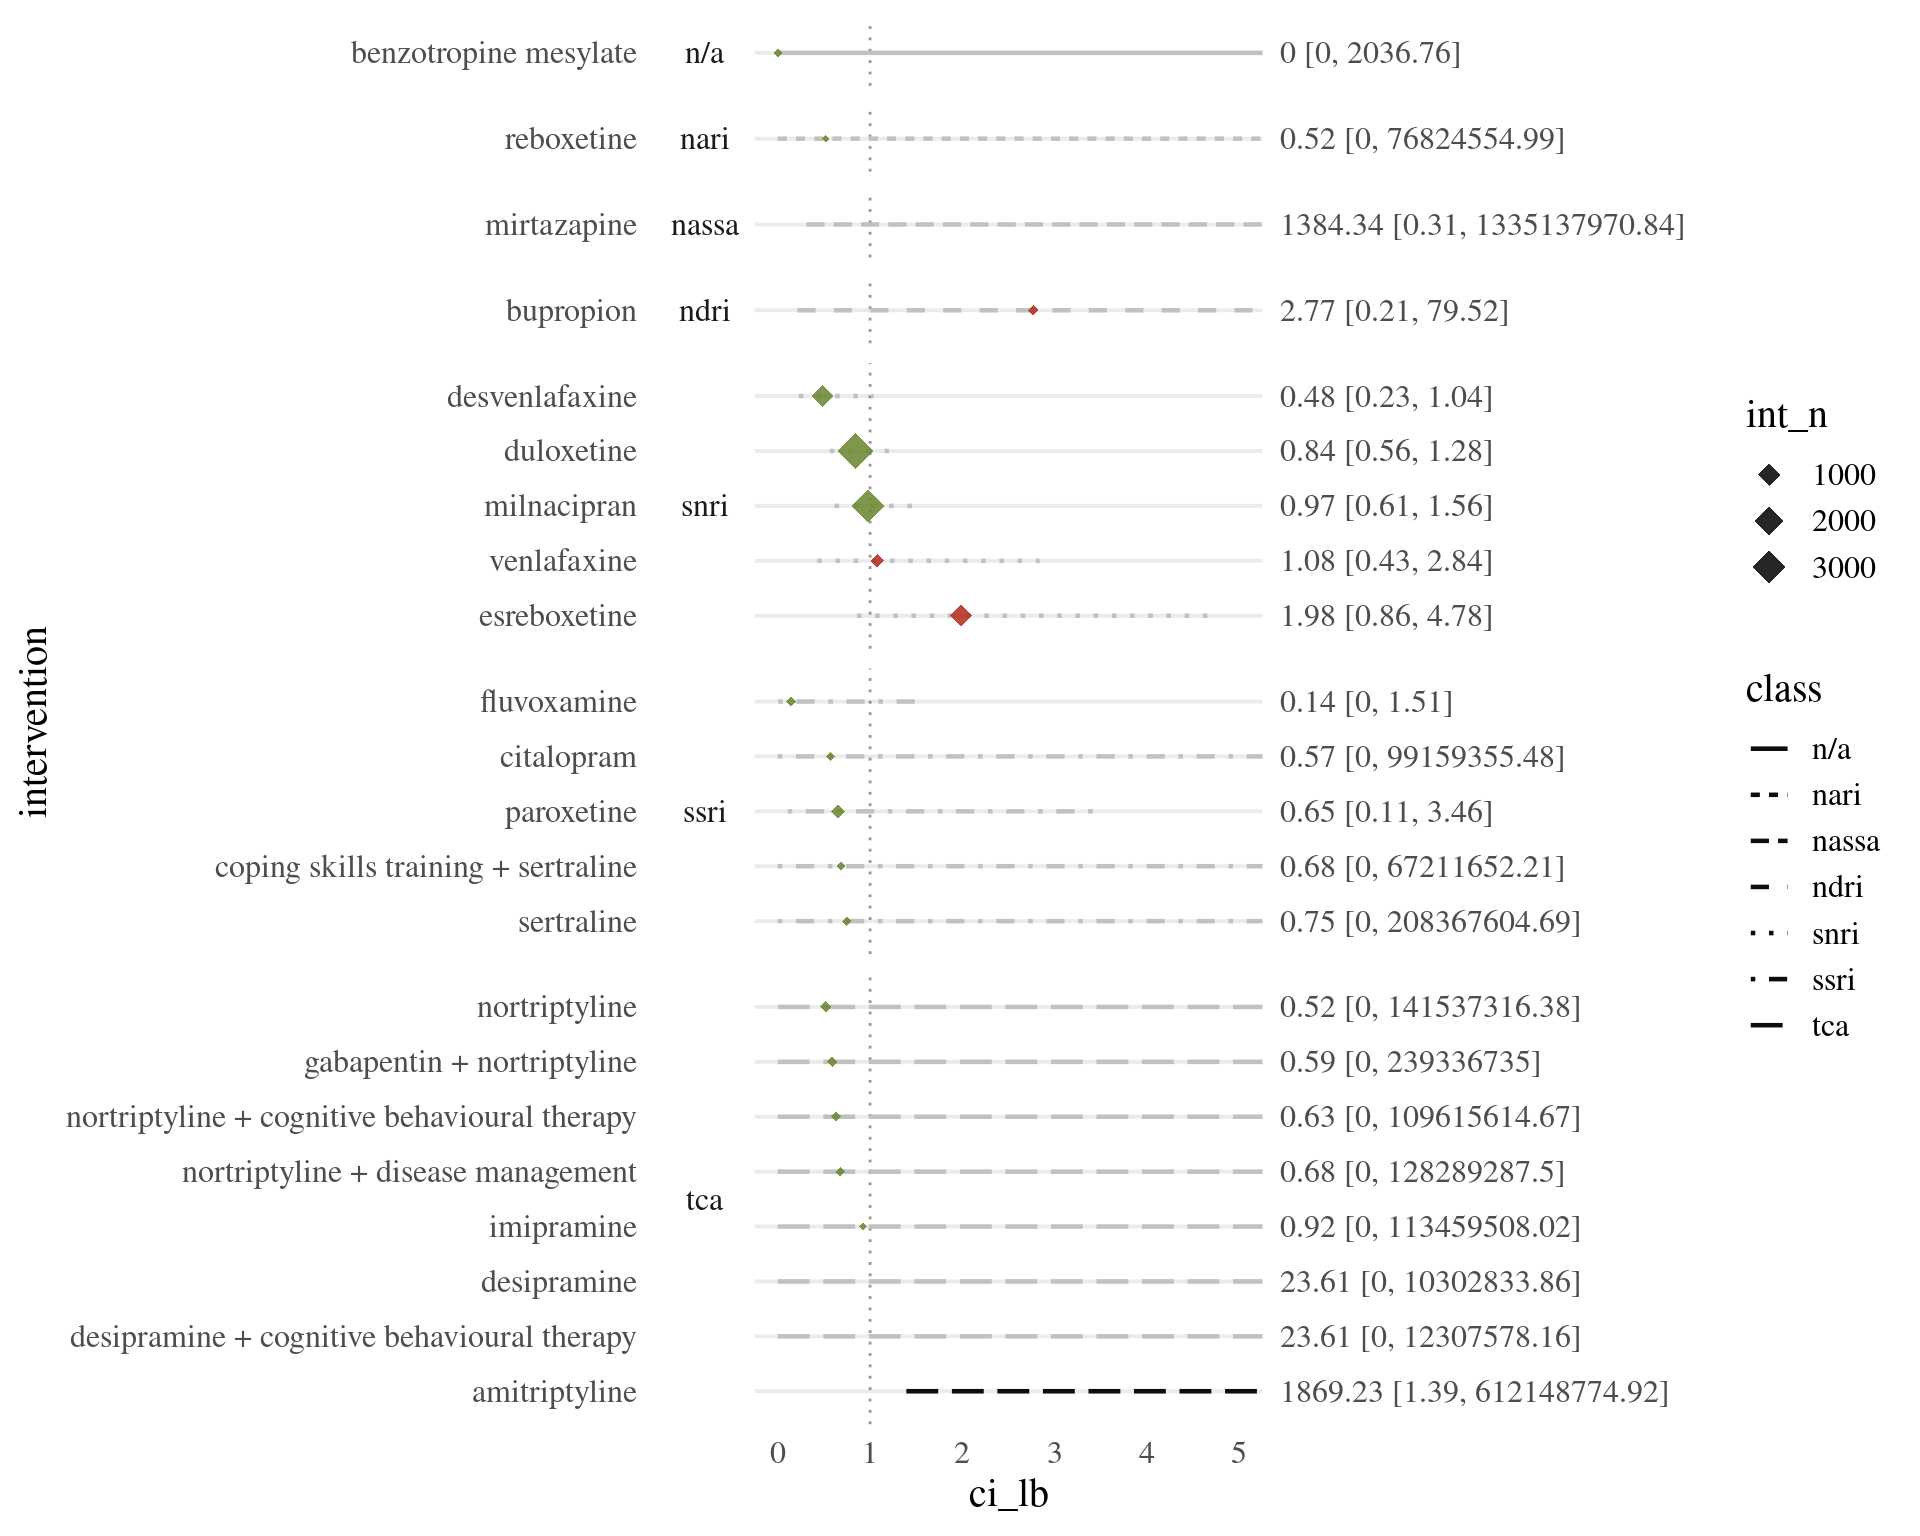 benzotropine mesylate n/a 0 [0, 2036.76]
reboxetine nari 0.52 [0, 76824554.99]
mirtazapine nassa 1384.34 [0.31, 1335137970.84]
bupropion ndri 2.77 [0.21, 79.52]
desvenlafaxine 0.48 [0.23, 1.04]
duloxetine 0.84 [0.56, 1.28]
milnacipran snri 0.97 [0.61, 1.56]
venlafaxine 1.08 [0.43, 2.84]
esreboxetine 1.98 [0.86, 4.78]
fluvoxamine 0.14 [0, 1.51]
citalopram 0.57 [0, 99159355.48]
paroxetine ssri 0.65 [0.11, 3.46]
coping skills training + sertraline 0.68 [0, 67211652.21]
sertraline 0.75 [0, 208367604.69]
nortriptyline 0.52 [0, 141537316.38]
gabapentin + nortriptyline 0.59 [0, 239336735]
nortriptyline + cognitive behavioural therapy 0.63 [0, 109615614.67]
nortriptyline + disease management 0.68 [0, 128289287.5]
tca
imipramine 0.92 [0, 113459508.02]
desipramine 23.61 [0, 10302833.86]
desipramine + cognitive behavioural therapy 23.61 [0, 12307578.16]
amitriptyline 1869.23 [1.39, 612148774.92]
0 1 2 3 4 5
ci_lb
intervention
int_n
1000
2000
3000
class
n/a
nari
nassa
ndri
snri
ssri
tca